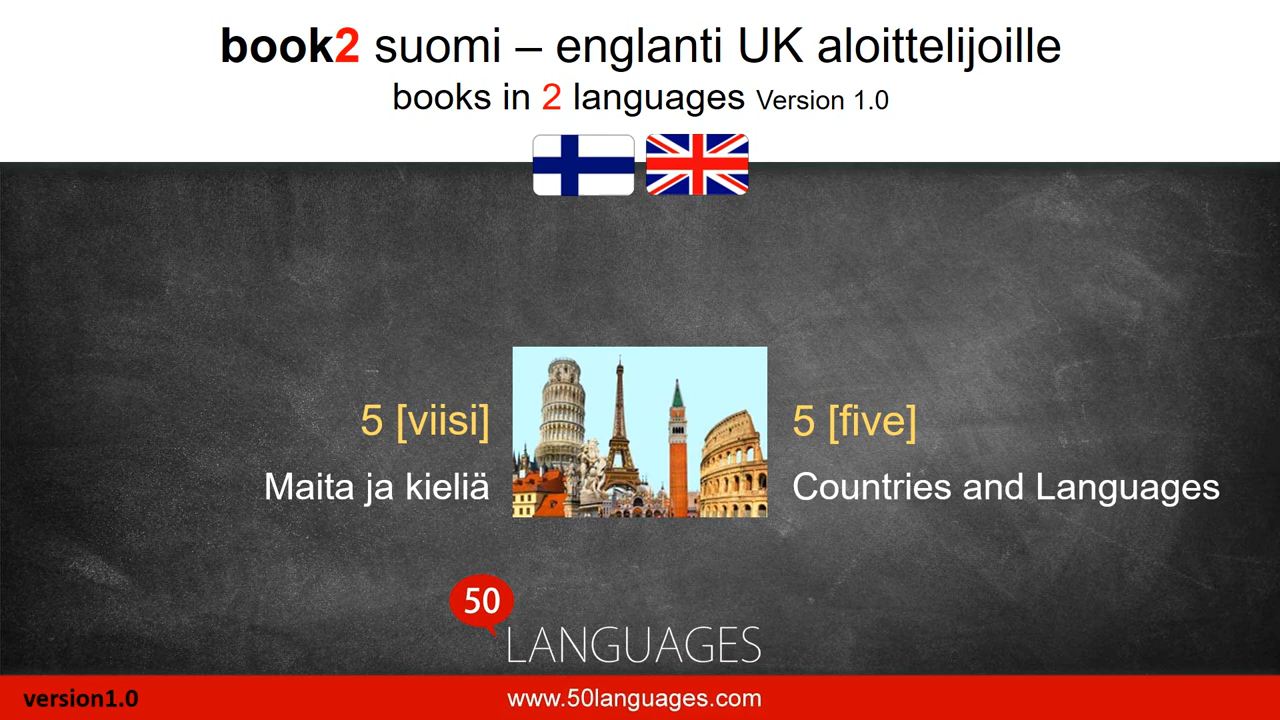 book2 suomi – englanti UK aloittelijoille
books in 2 languages Version 1.0
5 [viisi]
Maita ja kieliä
5 [five]
Countries and Languages
50
LANGUAGES
version1.0
www.50languages.com